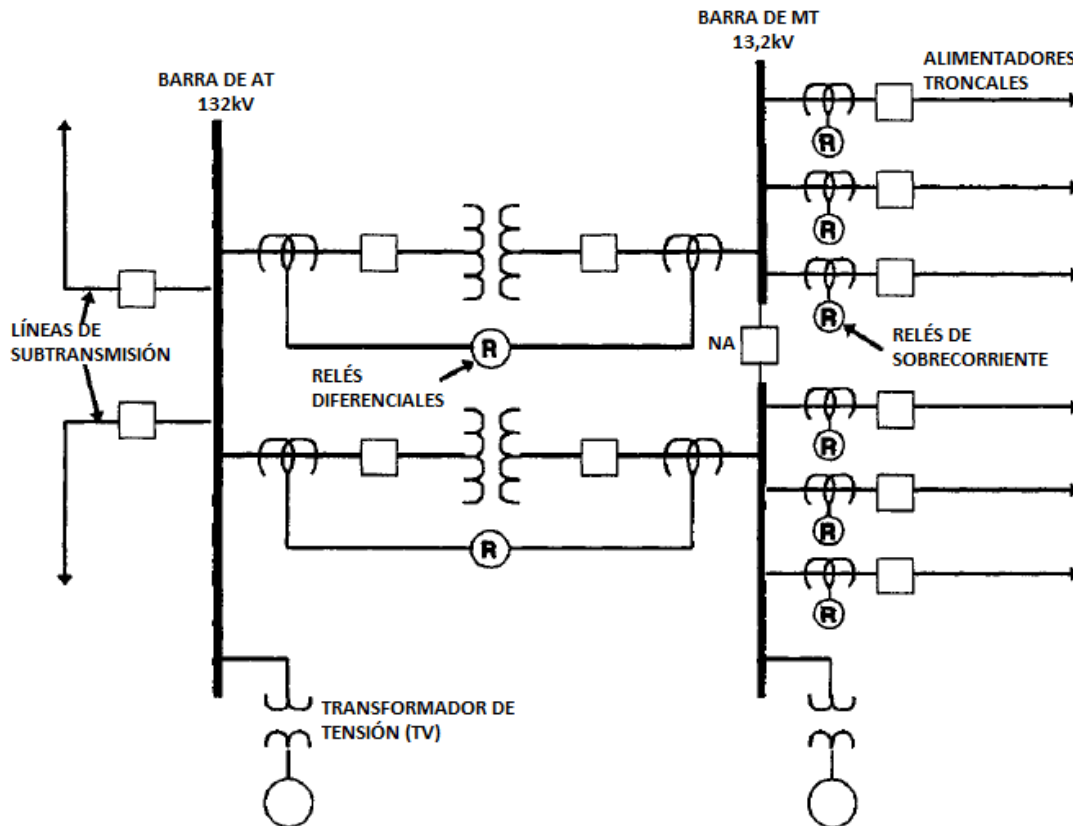 BARRA DE MT
13,2kV
ALIMENTADORES
TRONCALES
BARRA DE AT
132kV
R
R
R
LÍNEAS DE
SUBTRANSMISIÓN
R
NA
RELÉS DE
SOBRECORRIENTE
RELÉS
DIFERENCIALES
R
R
R
R
TRANSFORMADOR DE
TENSIÓN (TV)